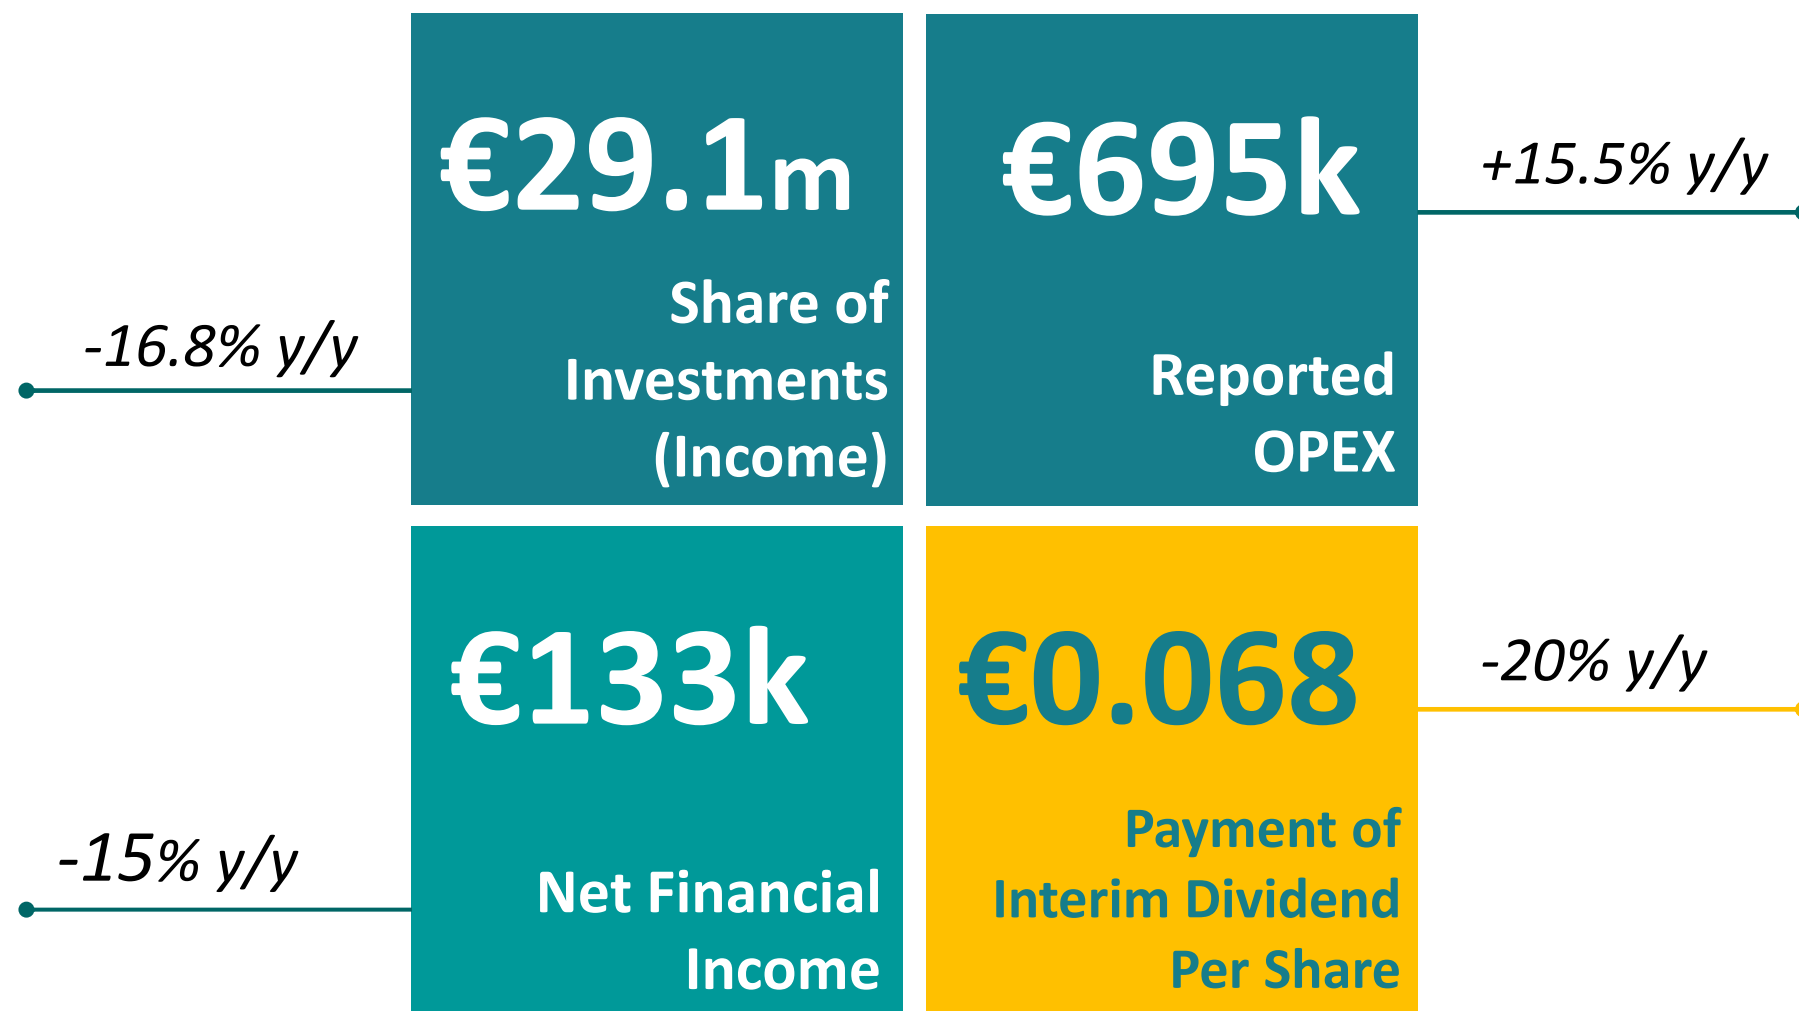 €29.1m
Share of
Investments
(Income)
-16.8% y/y
€695k
Reported
OPEX
+15.5% y/y
€133k
Net Financial
Income
-15% y/y
€0.068
Payment of
Interim Dividend
Per Share
-20% y/y